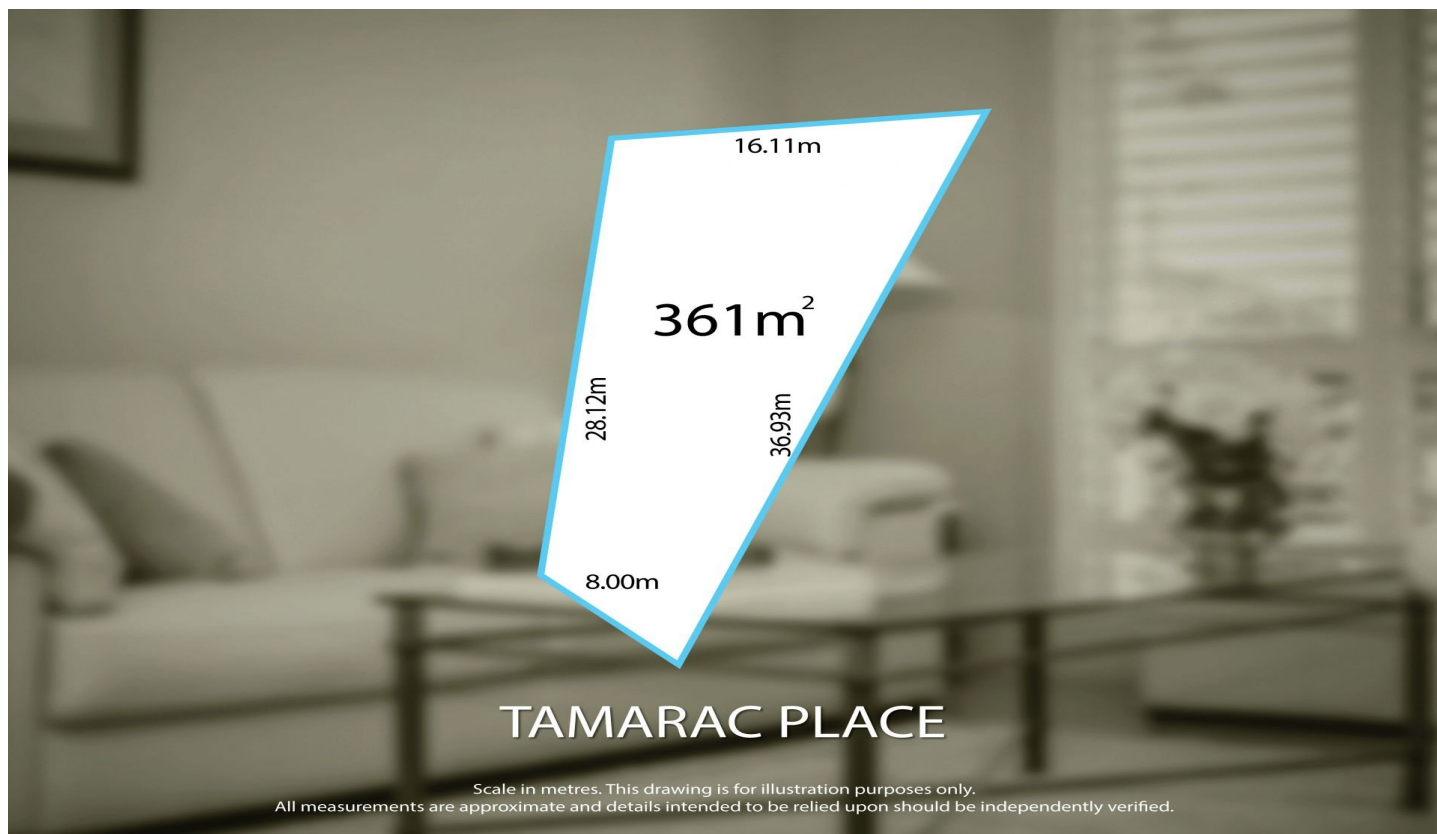 16.11m
361m²
28.12m
36.93m
8.00m
TAMARAC PLACE
Scale in metres. This drawing is for illustration purposes only.
All measurements are approximate and details intended to be relied upon should be independently verified.